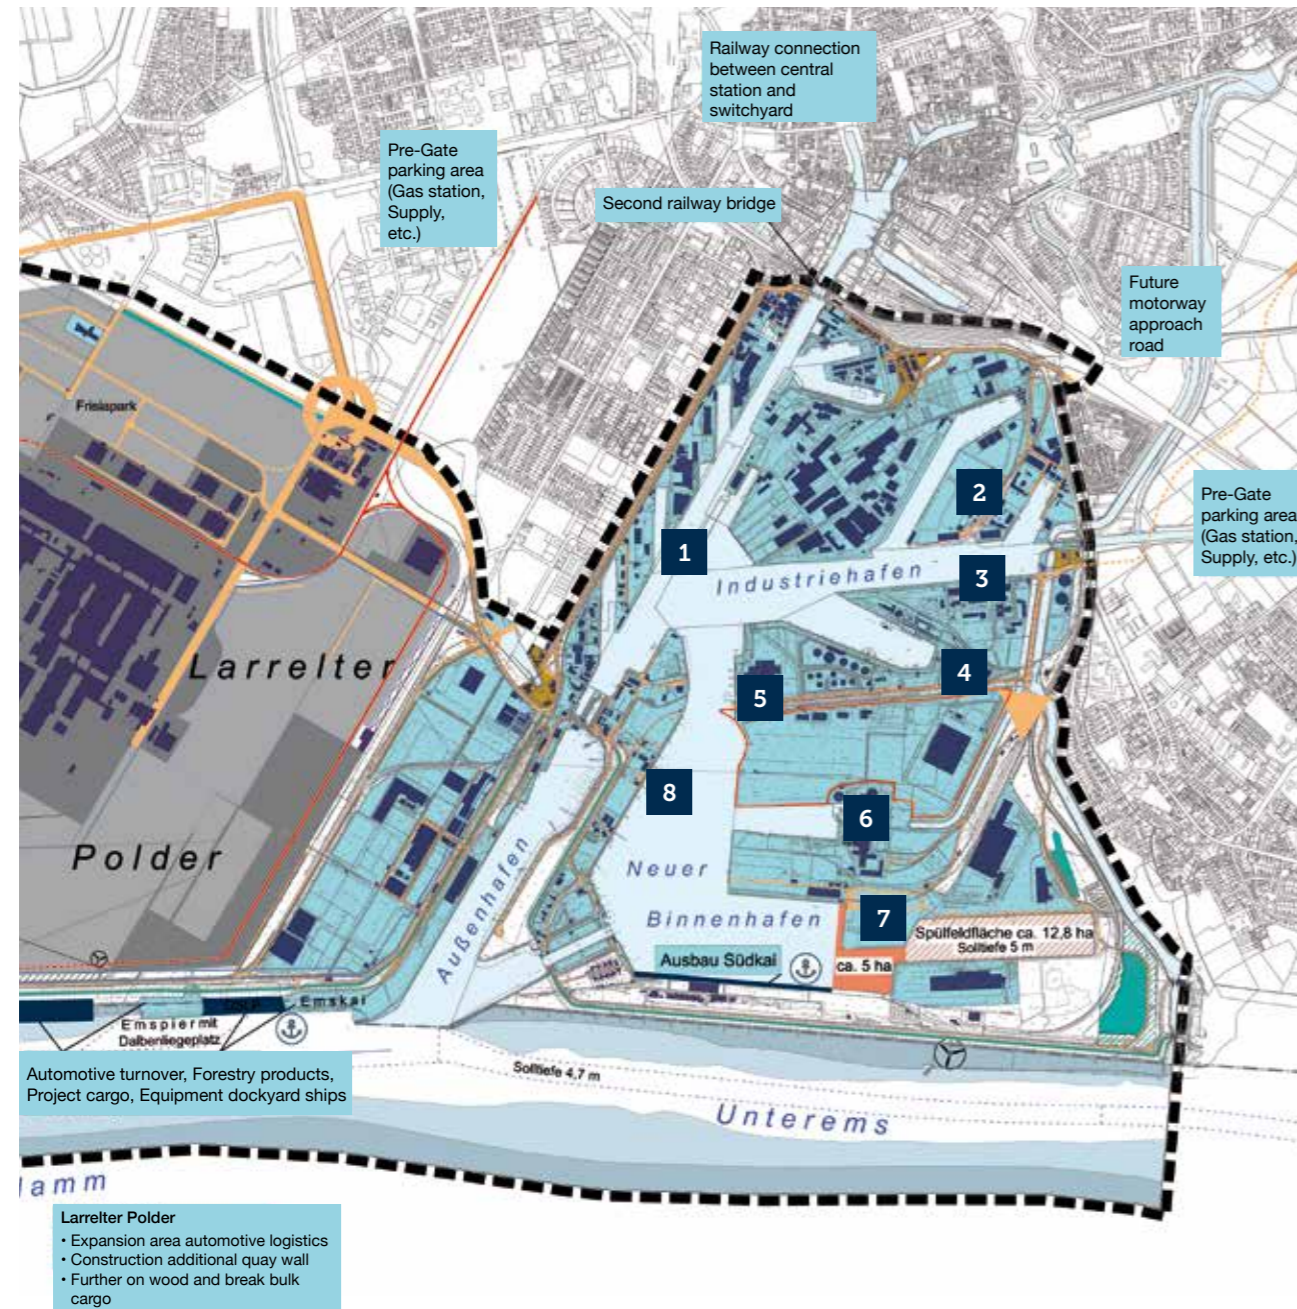 Railway connection
between central
station and
switchyard
Pre-Gate
parking area
(Gas station,
Supply,
etc.)
Second railway bridge
Future
motorway
approach
road
Frisiapark
Pre-Gate
parking area
(Gas station,
Supply, etc.)
1
2
3
Industriehafen
Larrelter
4
5
8
6
Polder
Neuer
Außenhafen
Binnenhafen
7
Spülfeldfläche ca. 12,8 ha
Solltiefe 5 m
Ausbau Südkai
ca. 5 ha
Emskai
Emspier mit
Dalbenliegeplatz
Automotive turnover, Forestry products,
Project cargo, Equipment dockyard ships
Solltiefe 4,7 m
Unterems
lamm
Larrelter Polder
• Expansion area automotive logistics
• Construction additional quay wall
• Further on wood and break bulk
cargo